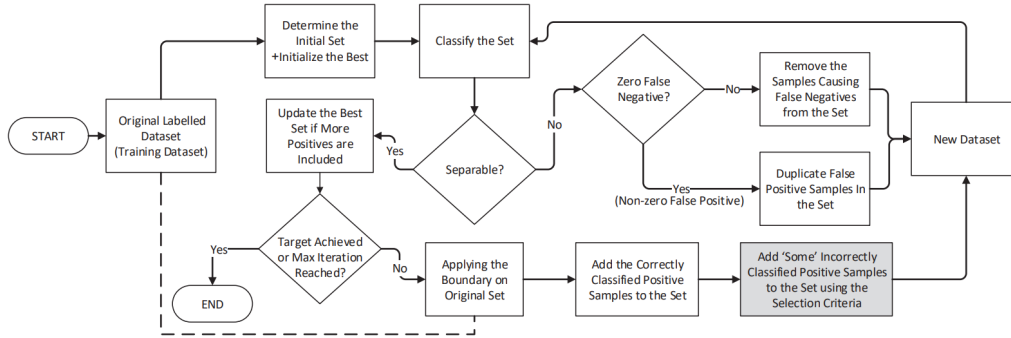 START
Original Labelled
Dataset
(Training Dataset)
Determine the
Initial Set
+Initialize the Best
Classify the Set
Separable?
No
Zero False
Negative?
No
Remove the
Samples Causing
False Negatives
from the Set
Yes
(Non-zero False Positive)
Duplicate False
Positive Samples In
the Set
New Dataset
Yes
Update the Best
Set if More
Positives are
Included
Target Achieved
or Max Iteration
Reached?
Yes
END
No
Applying the
Boundary on
Original Set
Add the Correctly
Classified Positive
Samples to the Set
Add ‘Some’ Incorrectly
Classified Positive Samples
to the Set using the
Selection Criteria